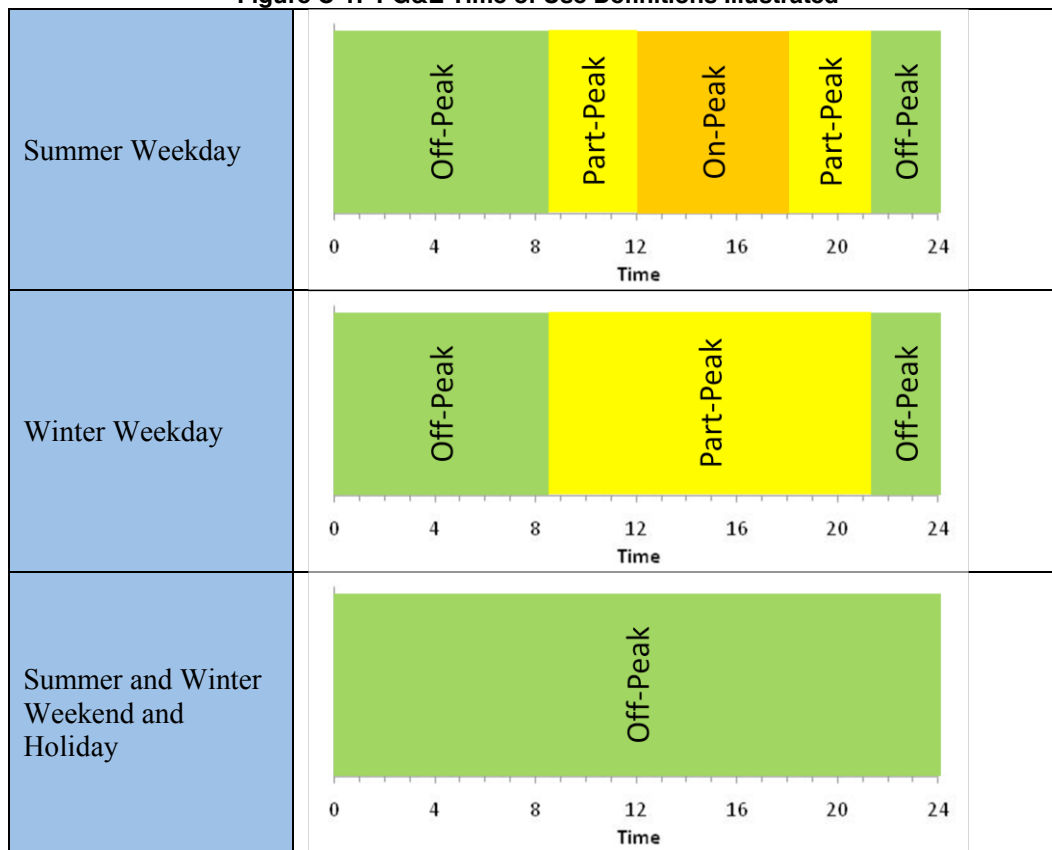 Summer Weekday
Off-Peak
Part-Peak
On-Peak
Part-Peak
Off-Peak
0 4 8 12 16 20 24
Time
Winter Weekday
Off-Peak
Part-Peak
Off-Peak
0 4 8 12 16 20 24
Time
Summer and Winter
Weekend and
Holiday
Off-Peak
0 4 8 12 16 20 24
Time